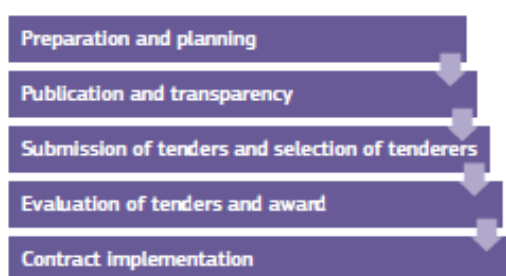 Preparation and planning
Publication and transparency
Submission of tenders and selection of tenderers
Evaluation of tenders and award
Contract implementation